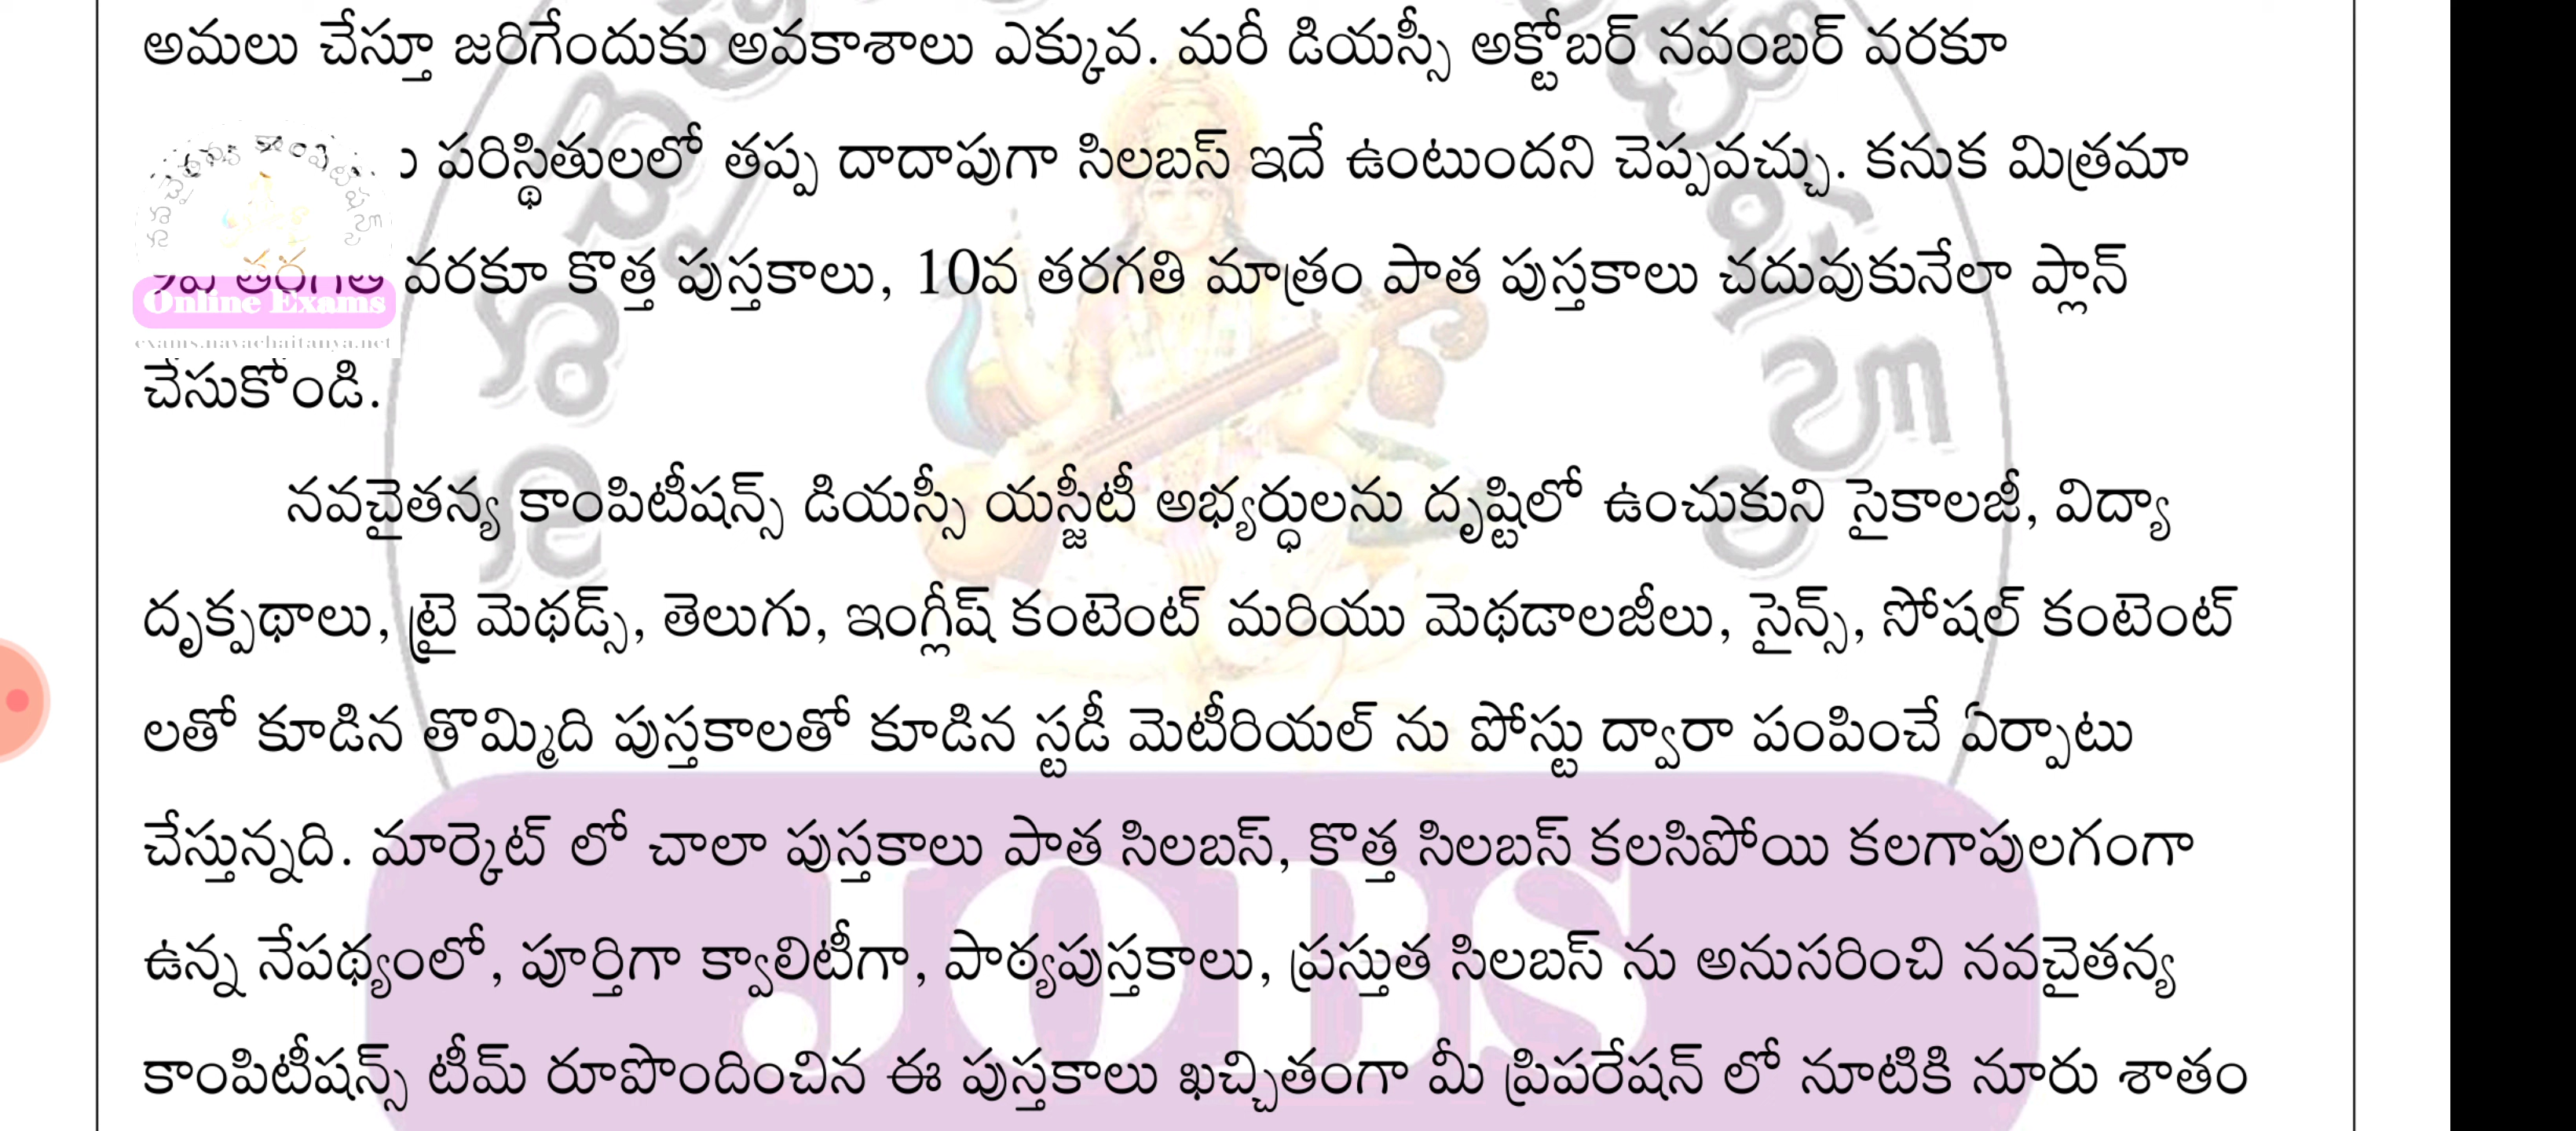 అమలు చేస్తూ జరిగేందుకు అవకాశాలు ఎక్కువ. మరీ డియస్సీ అక్టోబర్ నవంబర్ వరకూ
పరిస్థితులలో తప్ప దాదాపుగా సిలబస్ ఇదే ఉంటుందని చెప్పవచ్చు. కనుక మిత్రమా
వరకూ కొత్త పుస్తకాలు, 10వ తరగతి మాత్రం పాత పుస్తకాలు చదువుకునేలా ప్లాన్
Online Exams
exams.navachaitanya.net
చేసుకోండి.
నవచైతన్య కాంపిటీషన్స్ డియస్సీ యస్జీటీ అభ్యర్ధులను దృష్టిలో ఉంచుకుని సైకాలజీ, విద్యా
దృక్పథాలు, ట్రై మెథడ్స్, తెలుగు, ఇంగ్లీష్ కంటెంట్ మరియు మెథడాలజీలు, సైన్స్, సోషల్ కంటెంట్
లతో కూడిన తొమ్మిది పుస్తకాలతో కూడిన స్టడీ మెటీరియల్ ను పోస్టు ద్వారా పంపించే ఏర్పాటు
చేస్తున్నది. మార్కెట్ లో చాలా పుస్తకాలు పాత సిలబస్, కొత్త సిలబస్ కలసిపోయి కలగాపులగంగా
ఉన్న నేపథ్యంలో, పూర్తిగా క్వాలిటీగా, పాఠ్యపుస్తకాలు, ప్రస్తుత సిలబస్ ను అనుసరించి నవచైతన్య
కాంపిటీషన్స్ టీమ్ రూపొందించిన ఈ పుస్తకాలు ఖచ్చితంగా మీ ప్రిపరేషన్ లో నూటికి నూరు శాతం
JOBS